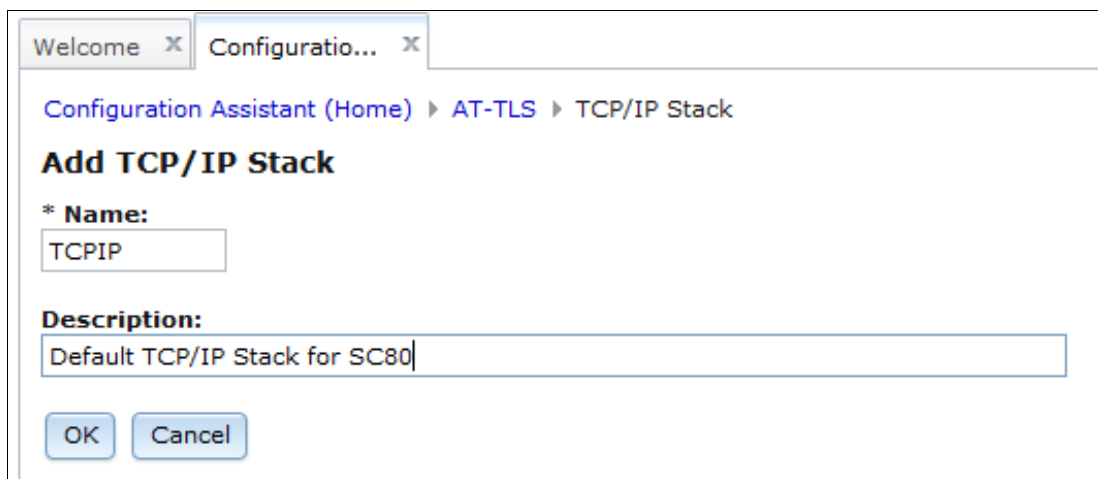 Welcome x Configuratio... x
Configuration Assistant (Home) ▸ AT-TLS ▸ TCP/IP Stack
Add TCP/IP Stack
* Name:
TCPIP
Description:
Default TCP/IP Stack for SC80
OK Cancel